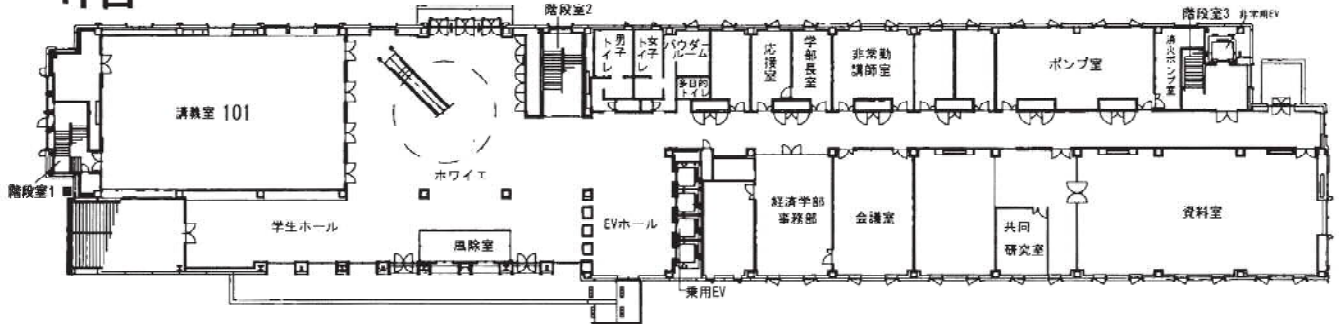 階段室2
階段室3
非常用EV
男子
トイレ
女子
トイレ
パウダー
ルーム
多目的
トイレ
応接室
学部長室
非常勤
講師室
ポンプ室
消火ポンプ室
講義室 101
ホワイエ
階段室1
学生ホール
風除室
EVホール
乗用EV
経済学部
事務部
会議室
共同
研究室
資料室